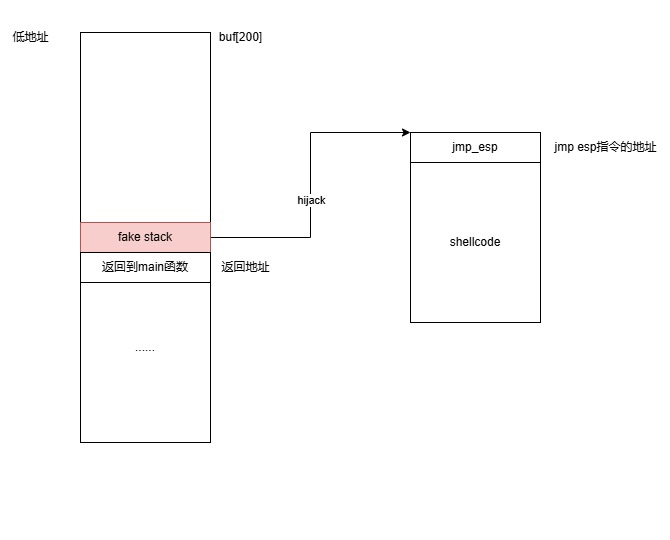 低地址
buf[200]
jmp_esp
jmp esp指令的地址
hijack
fake stack
shellcode
返回到main函数
返回地址
......